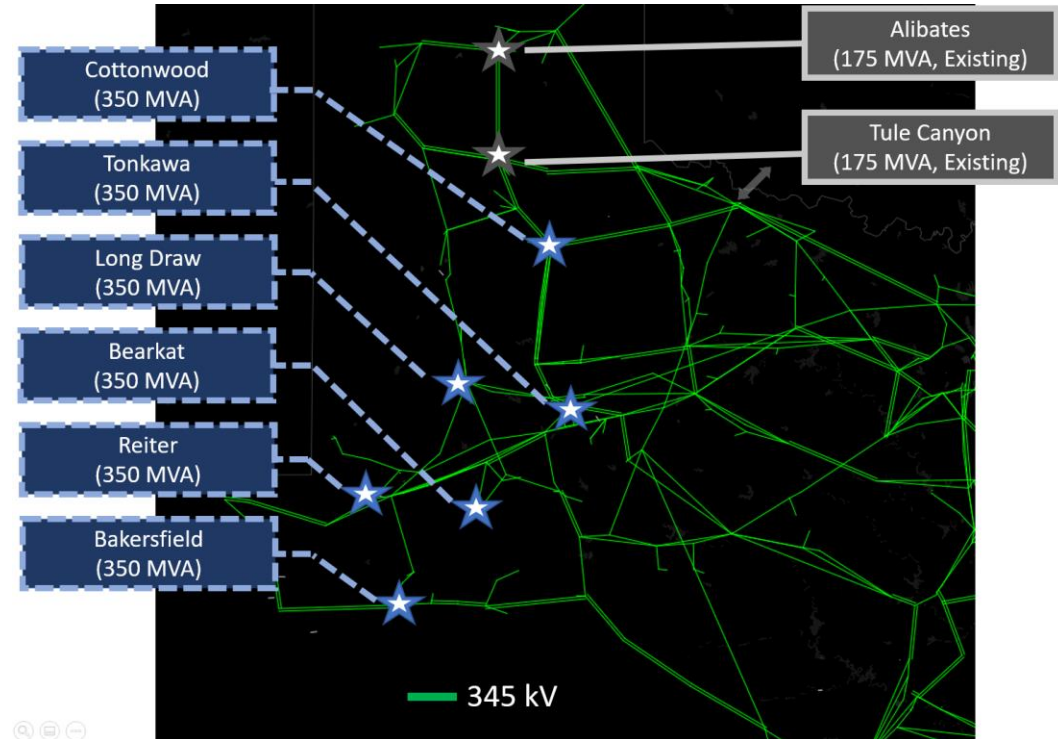 Cottonwood
(350 MVA)
Tonkawa
(350 MVA)
Long Draw
(350 MVA)
Bearkat
(350 MVA)
Reiter
(350 MVA)
Bakersfield
(350 MVA)
Alibates
(175 MVA, Existing)
Tule Canyon
(175 MVA, Existing)
345 kV